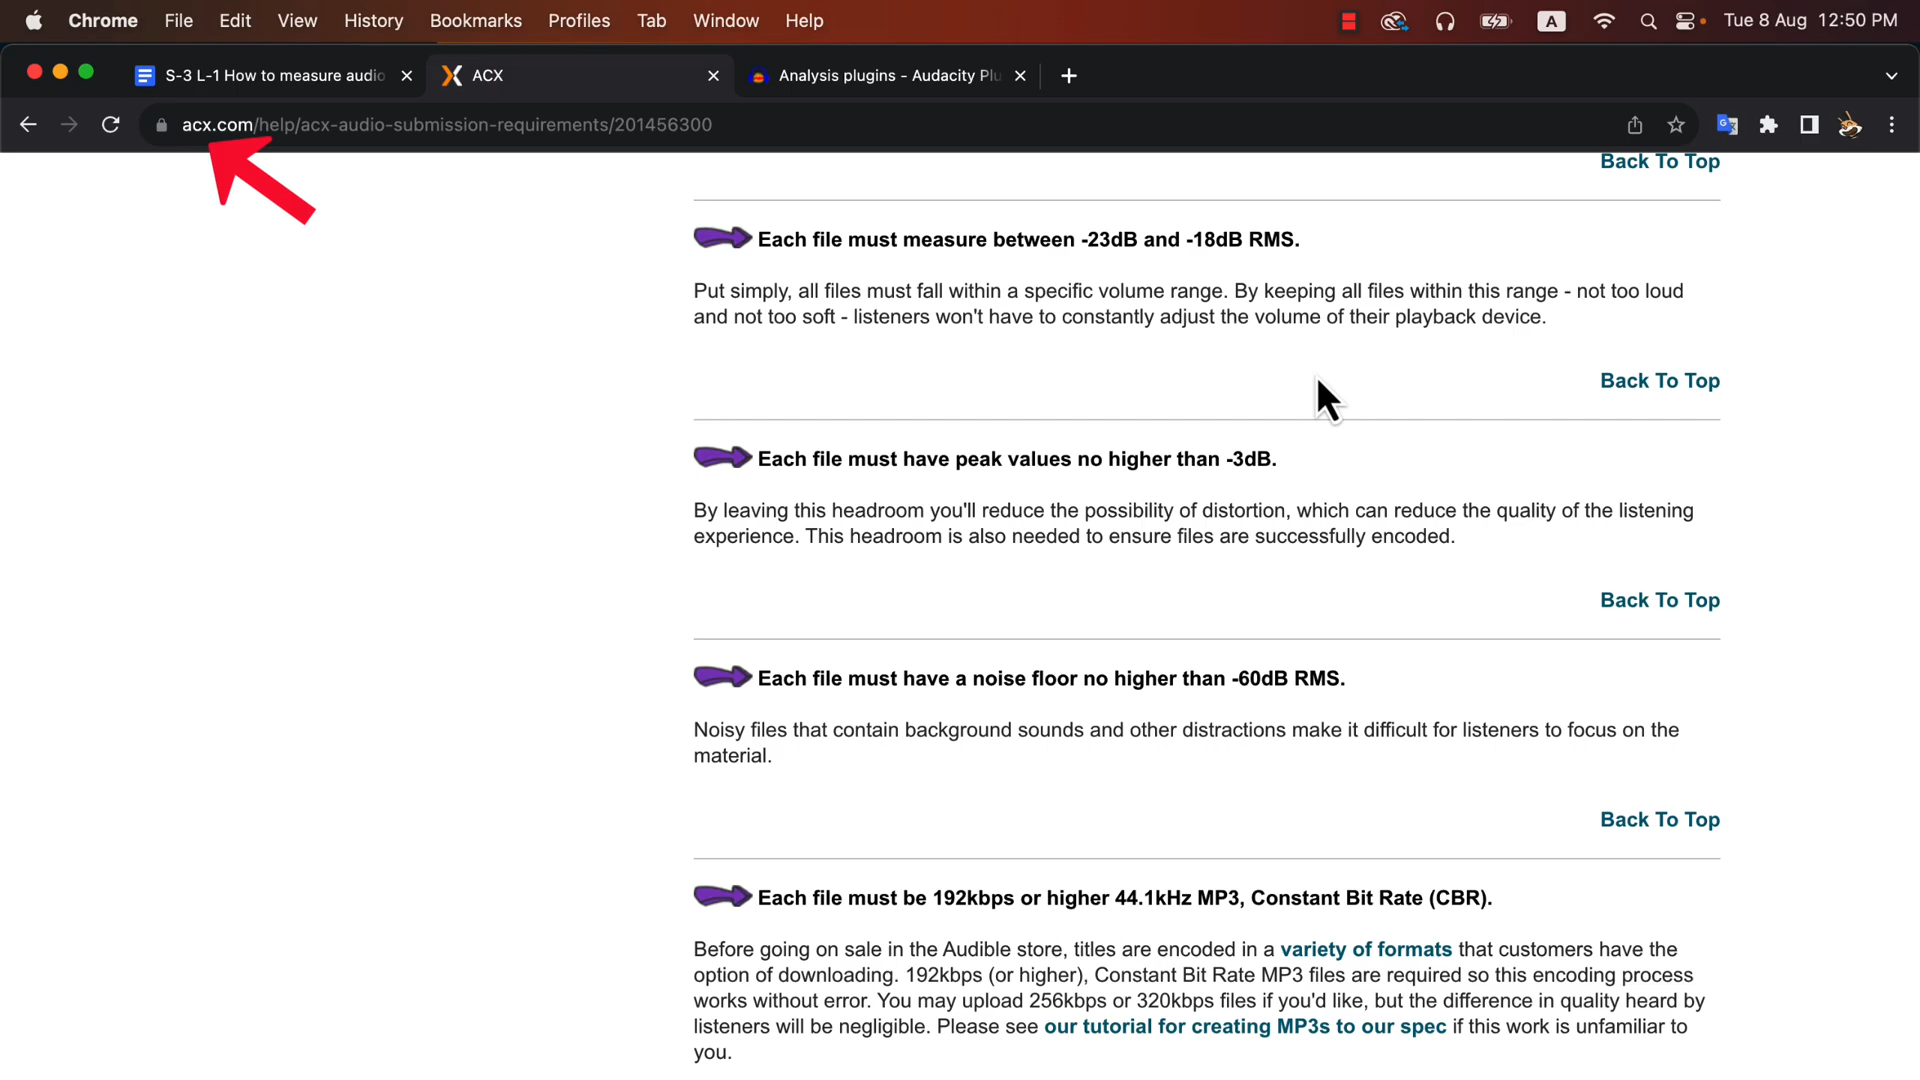 Chrome File Edit View History Bookmarks Profiles Tab Window Help A Tue 8 Aug 12:50 PM
S-3 L-1 How to measure audio ACX Analysis plugins - Audacity Plu
acx.com/help/acx-audio-submission-requirements/201456300
Back To Top
Each file must measure between -23dB and -18dB RMS.
Put simply, all files must fall within a specific volume range. By keeping all files within this range - not too loud
and not too soft - listeners won't have to constantly adjust the volume of their playback device.
Back To Top
Each file must have peak values no higher than -3dB.
By leaving this headroom you'll reduce the possibility of distortion, which can reduce the quality of the listening
experience. This headroom is also needed to ensure files are successfully encoded.
Back To Top
Each file must have a noise floor no higher than -60dB RMS.
Noisy files that contain background sounds and other distractions make it difficult for listeners to focus on the
material.
Back To Top
Each file must be 192kbps or higher 44.1kHz MP3, Constant Bit Rate (CBR).
Before going on sale in the Audible store, titles are encoded in a variety of formats that customers have the
option of downloading. 192kbps (or higher), Constant Bit Rate MP3 files are required so this encoding process
works without error. You may upload 256kbps or 320kbps files if you'd like, but the difference in quality heard by
listeners will be negligible. Please see our tutorial for creating MP3s to our spec if this work is unfamiliar to
you.